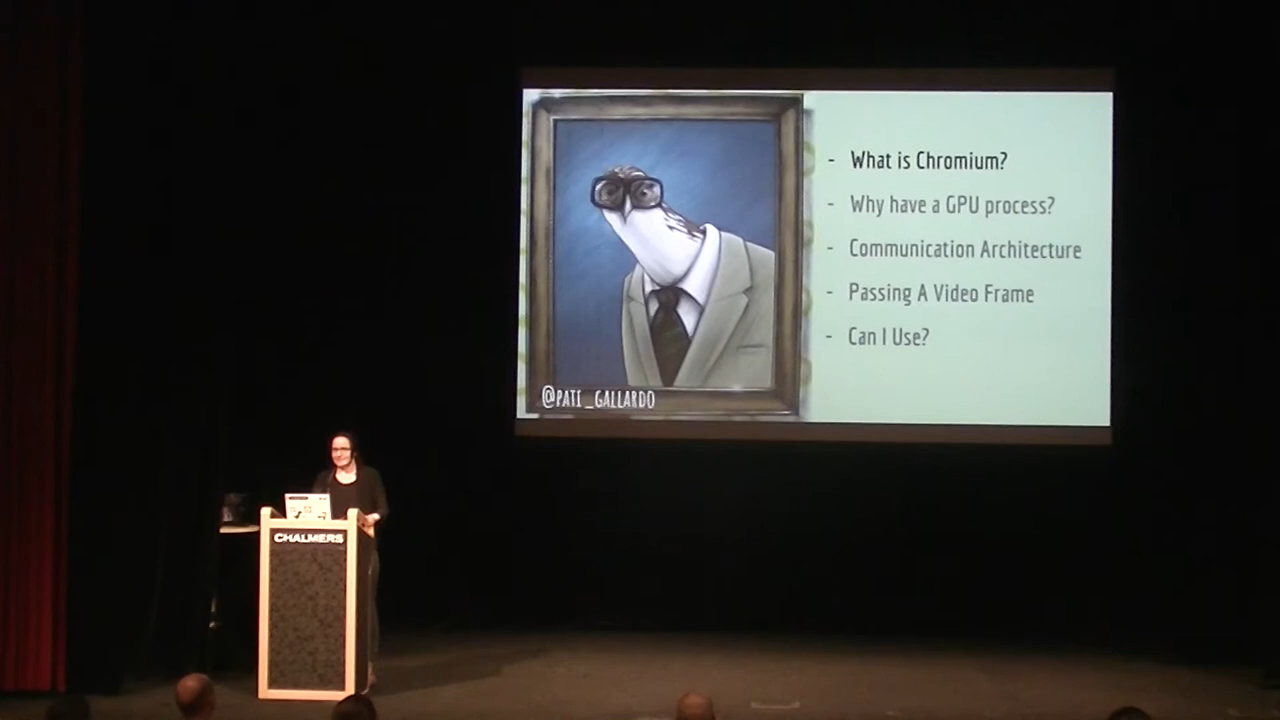 - What is Chromium?
- Why have a GPU process?
- Communication Architecture
- Passing A Video Frame
- Can I Use?
@PATI_GALLARDO
CHALMERS